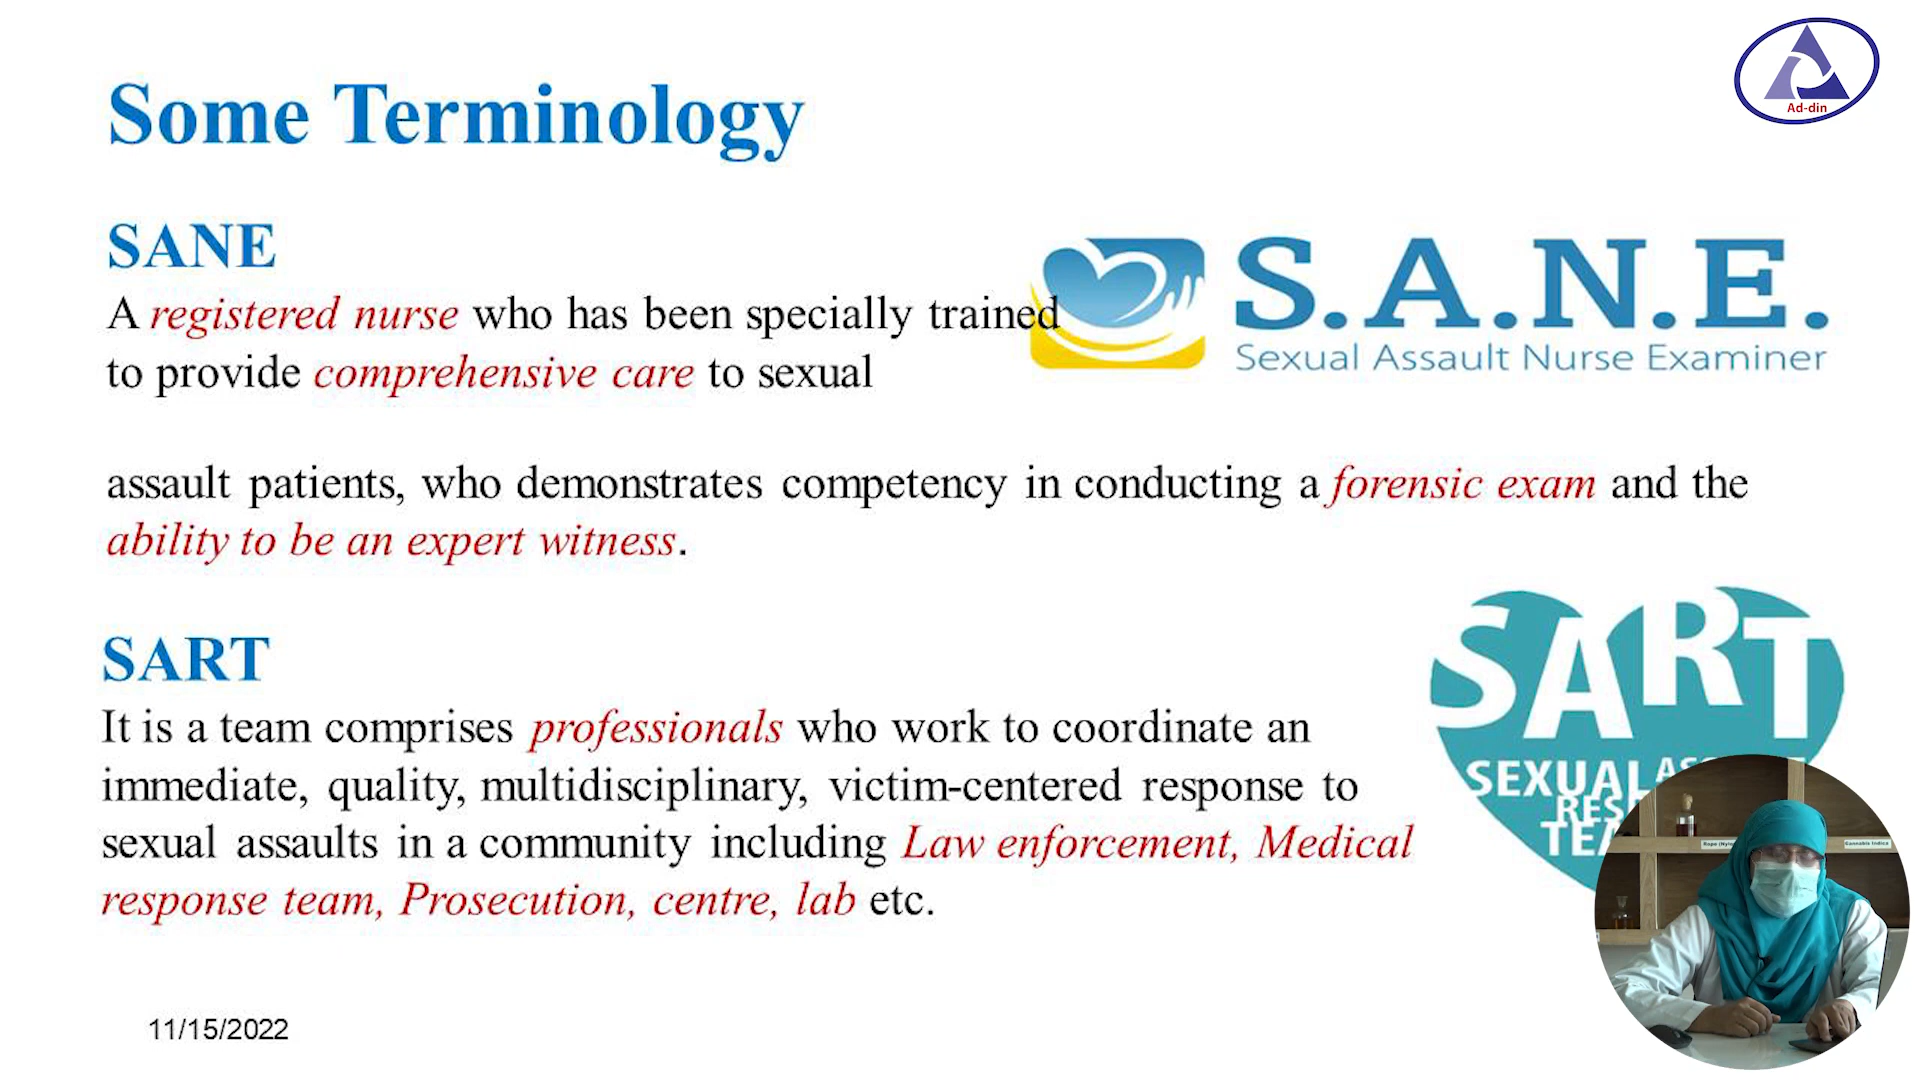 Ad-din
Some Terminology
SANE
A registered nurse who has been specially trained
to provide comprehensive care to sexual
S.A.N.E.
Sexual Assault Nurse Examiner
assault patients, who demonstrates competency in conducting a forensic exam and the
ability to be an expert witness.
SART
It is a team comprises professionals who work to coordinate an
immediate, quality, multidisciplinary, victim-centered response to
sexual assaults in a community including Law enforcement, Medical
response team, Prosecution, centre, lab etc.
SART
SEXUAL
11/15/2022
Cannabis Indica